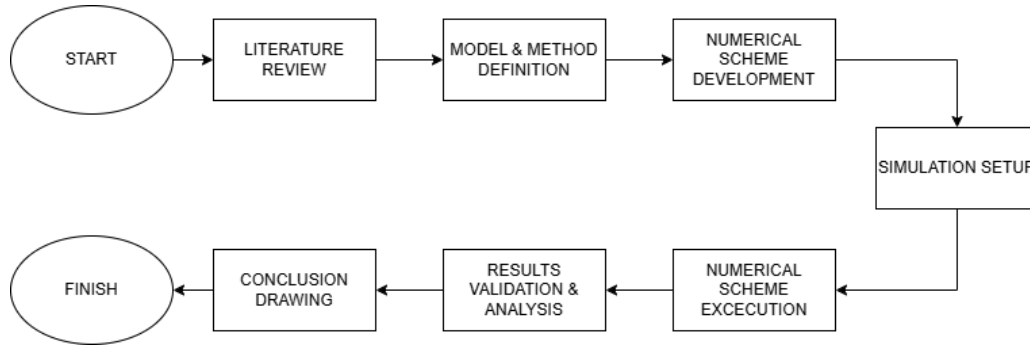 START
LITERATURE
REVIEW
MODEL & METHOD
DEFINITION
NUMERICAL
SCHEME
DEVELOPMENT
SIMULATION SETUP
NUMERICAL
SCHEME
EXCECUTION
RESULTS
VALIDATION &
ANALYSIS
CONCLUSION
DRAWING
FINISH